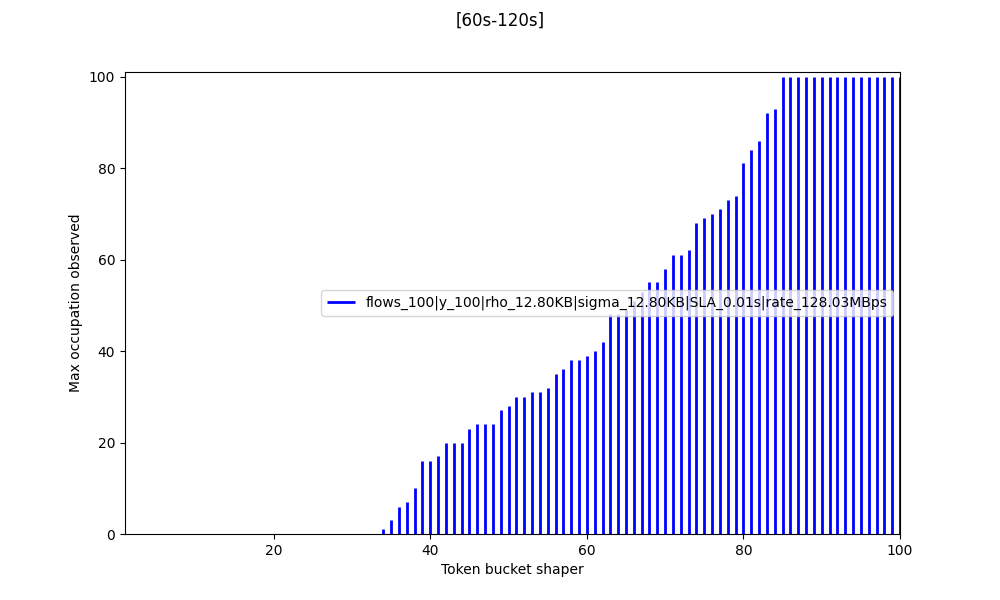 [60s-120s]
100
80
60
40
20
0
Max occupation observed
flows_100|y_100|rho_12.80KB|sigma_12.80KB|SLA_0.01s|rate_128.03MBps
20 40 60 80 100
Token bucket shaper